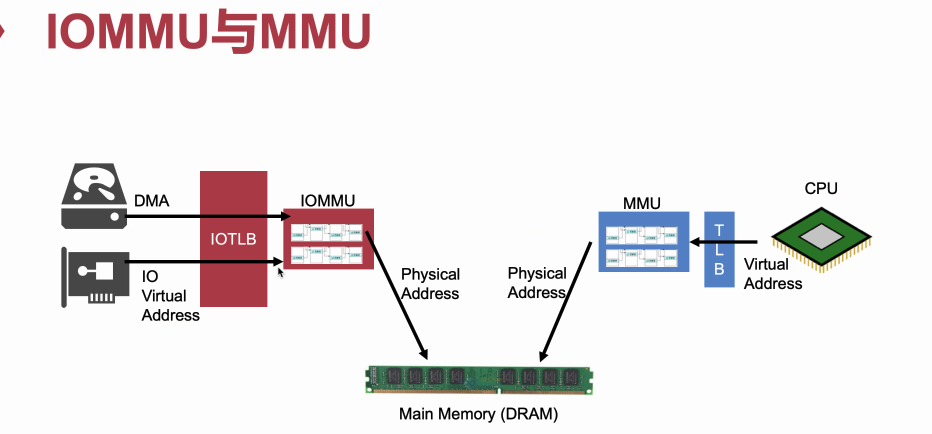 IOMMU与MMU
DMA
IOTLB
IO
Virtual
Address
IOMMU
Physical
Address
Physical
Address
MMU
T
L
B
Virtual
Address
CPU
Main Memory (DRAM)